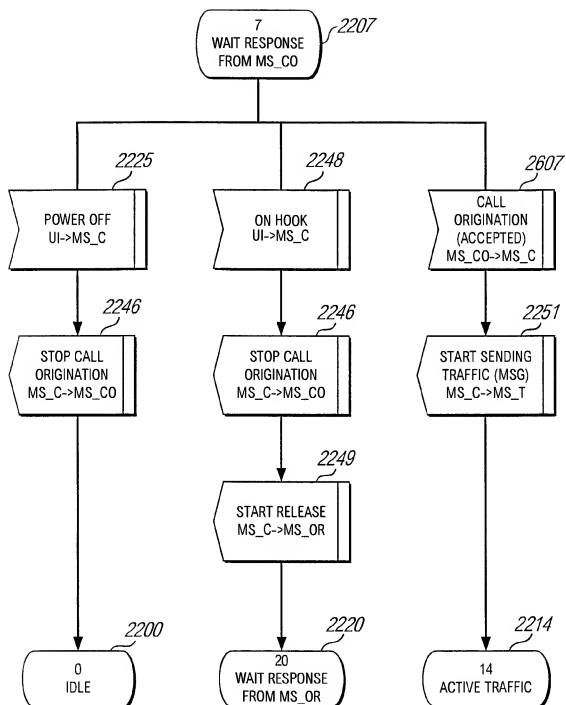 7
WAIT RESPONSE
FROM MS_CO
2207
2225
POWER OFF
UI->MS_C
2248
ON HOOK
UI->MS_C
2607
CALL
ORIGINATION
(ACCEPTED)
MS_CO->MS_C
2246
STOP CALL
ORIGINATION
MS_C->MS_CO
2246
STOP CALL
ORIGINATION
MS_C->MS_CO
2251
START SENDING
TRAFFIC (MSG)
MS_C->MS_T
2249
START RELEASE
MS_C->MS_OR
2200
0
IDLE
2220
20
WAIT RESPONSE
FROM MS_OR
2214
14
ACTIVE TRAFFIC